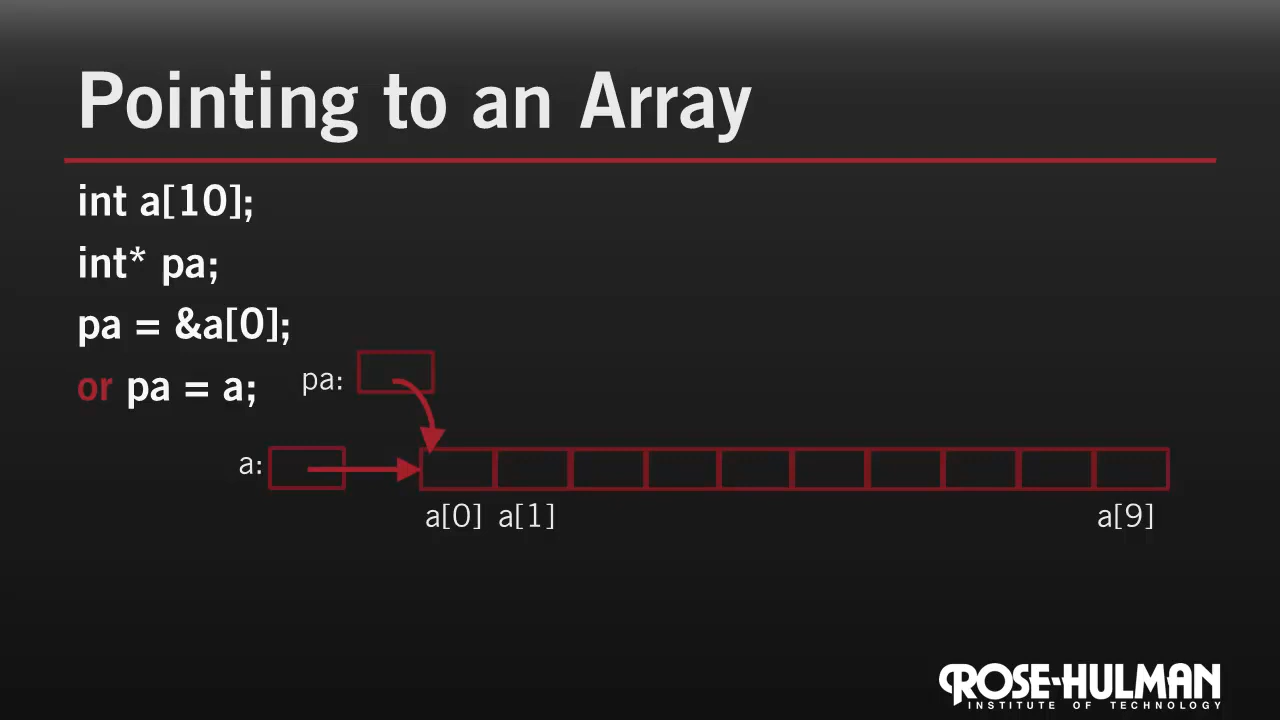 Pointing to an Array
int a[10];
int* pa;
pa = &a[0];
or pa = a;
pa:
a:
a[0] a[1] a[9]
ROSE-HULMAN
INSTITUTE OF TECHNOLOGY